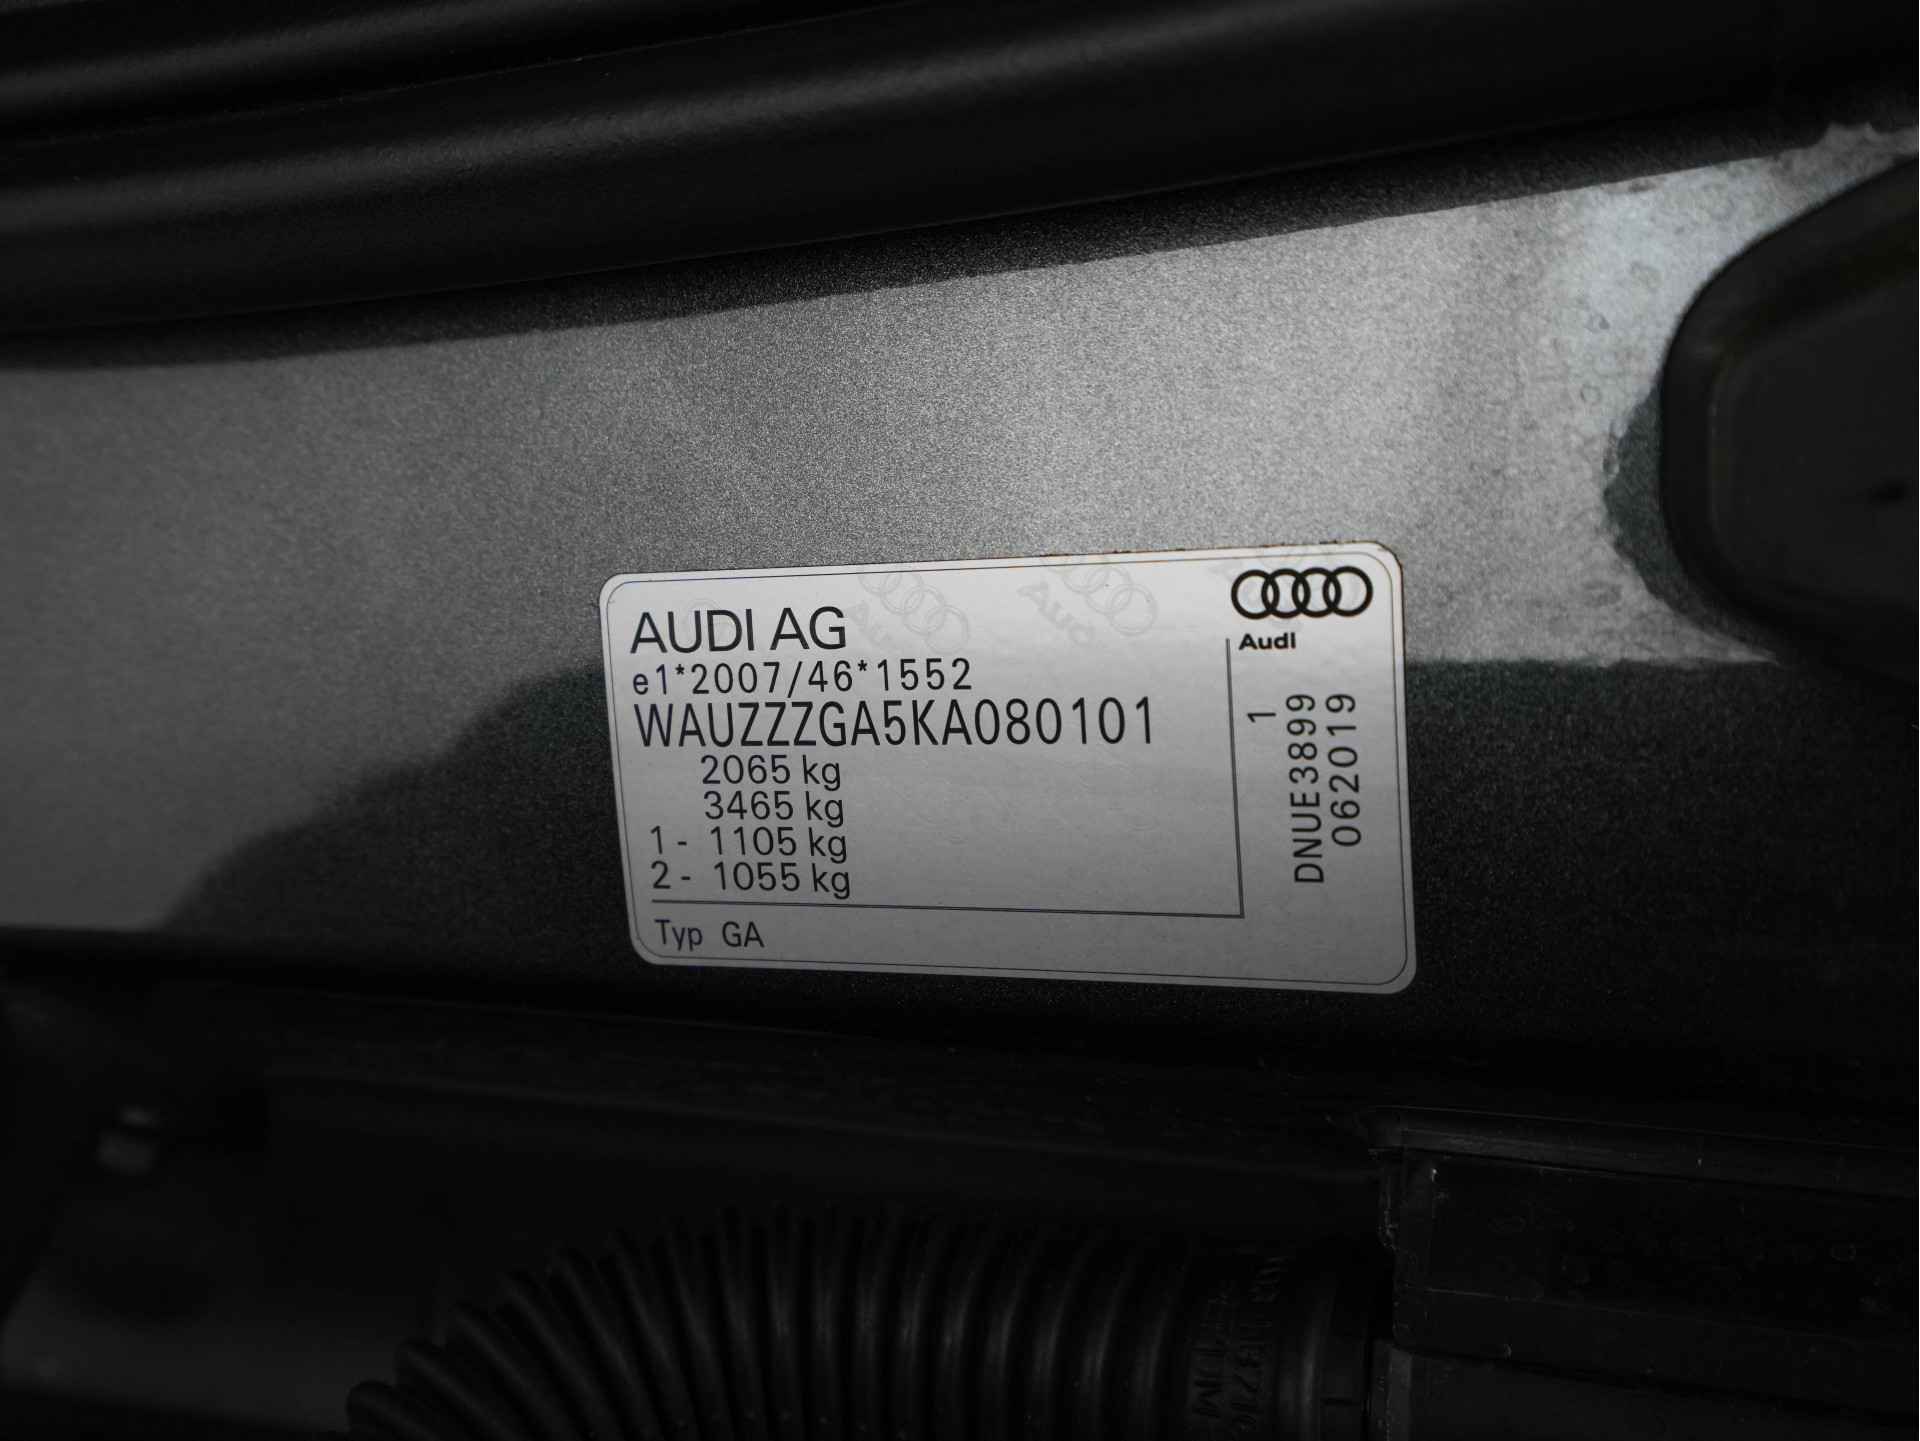 AUDI AG
e1*2007/46*1552
WAUZZZGA5KA080101
2065 kg
3465 kg
1 - 1105 kg
2 - 1055 kg
Typ GA
Audi
1
DNUE3899
062019